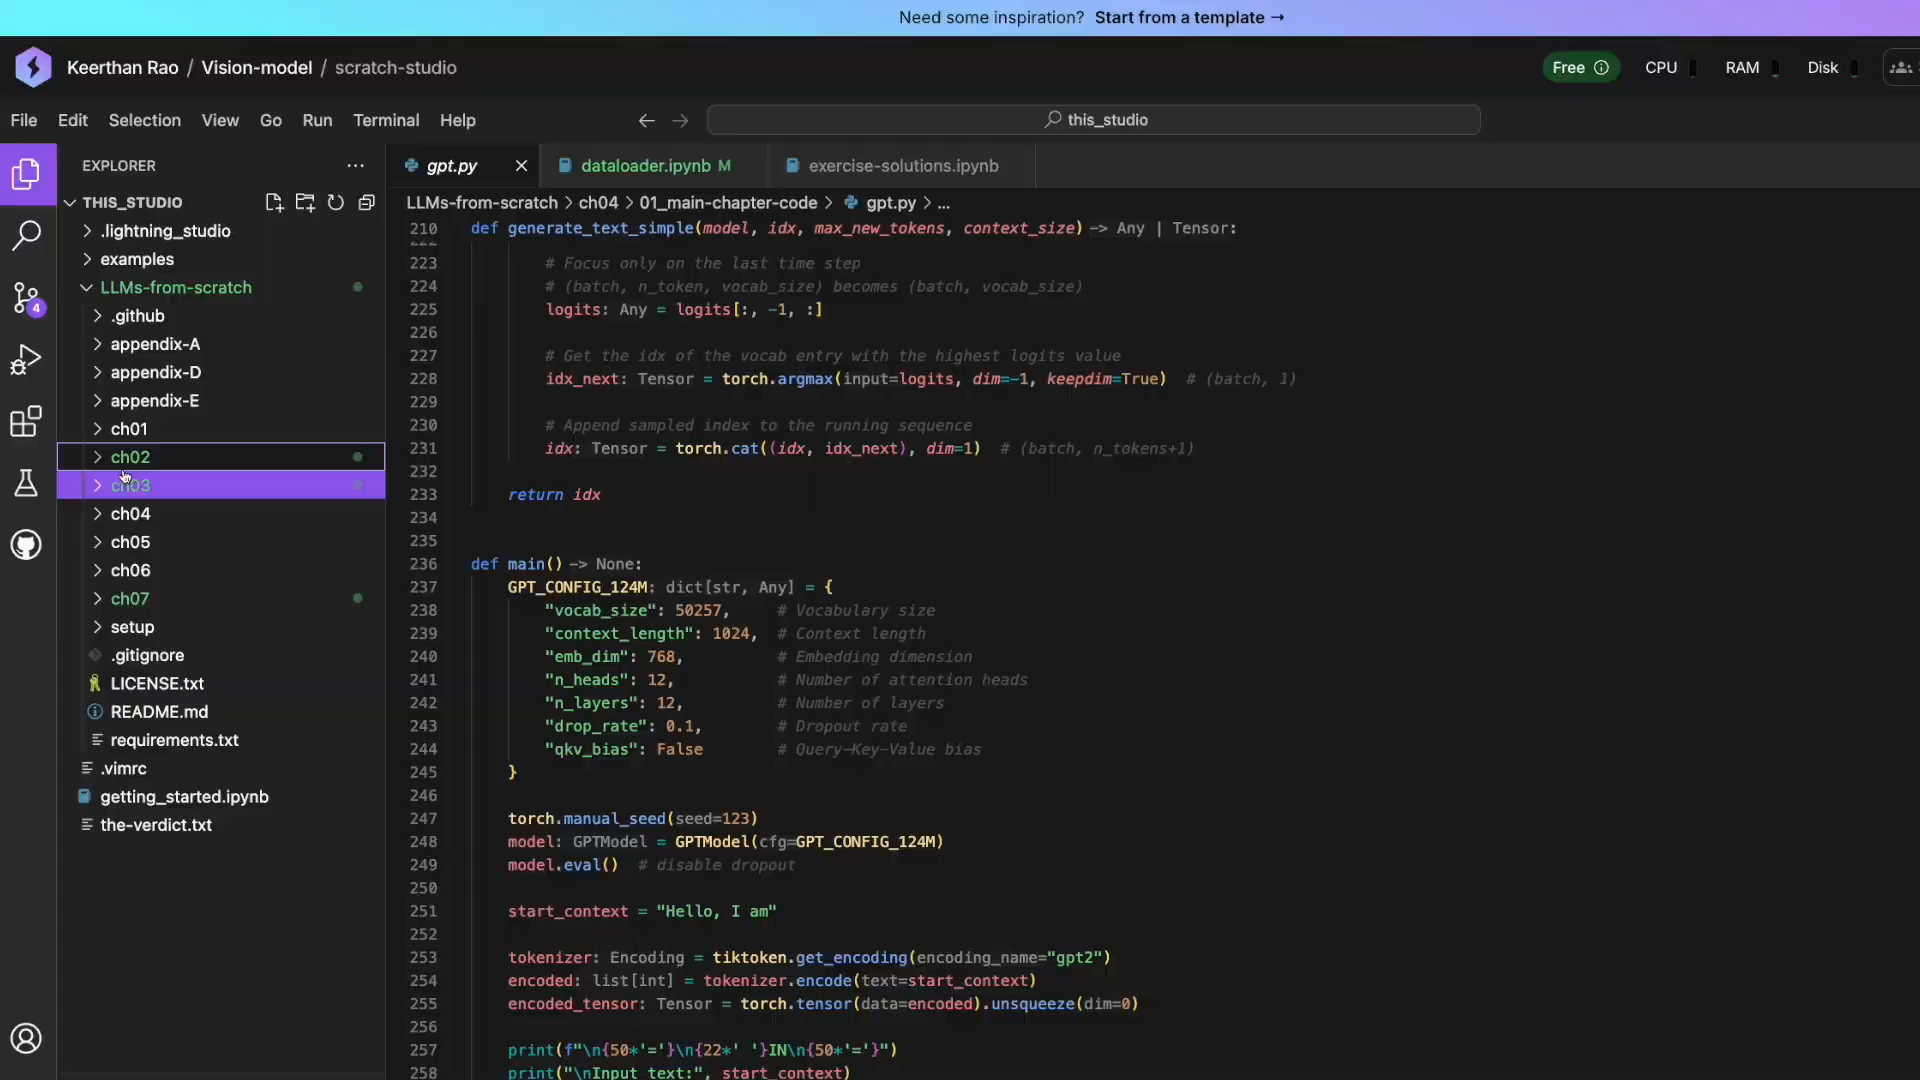 Need some inspiration? Start from a template →
Keerthan Rao / Vision-model / scratch-studio
Free
CPU
RAM
Disk
File Edit Selection View Go Run Terminal Help
this_studio
EXPLORER
gpt.py
dataloader.ipynb M
exercise-solutions.ipynb
THIS_STUDIO
.lightning_studio
examples
LLMs-from-scratch
.github
appendix-A
appendix-D
appendix-E
ch01
ch02
ch03
ch04
ch05
ch06
ch07
setup
.gitignore
LICENSE.txt
README.md
requirements.txt
.vimrc
getting_started.ipynb
the-verdict.txt
4
LLMs-from-scratch > ch04 > 01_main-chapter-code > gpt.py > ...
210 def generate_text_simple(model, idx, max_new_tokens, context_size) -> Any | Tensor:
223 # Focus only on the last time step
224 # (batch, n_token, vocab_size) becomes (batch, vocab_size)
225 logits: Any = logits[:, -1, :]
226
227 # Get the idx of the vocab entry with the highest logits value
228 idx_next: Tensor = torch.argmax(input=logits, dim=-1, keepdim=True) # (batch, 1)
229
230 # Append sampled index to the running sequence
231 idx: Tensor = torch.cat((idx, idx_next), dim=1) # (batch, n_tokens+1)
232
233 return idx
234
235
236 def main() -> None:
237 GPT_CONFIG_124M: dict[str, Any] = {
238 "vocab_size": 50257, # Vocabulary size
239 "context_length": 1024, # Context length
240 "emb_dim": 768, # Embedding dimension
241 "n_heads": 12, # Number of attention heads
242 "n_layers": 12, # Number of layers
243 "drop_rate": 0.1, # Dropout rate
244 "qkv_bias": False # Query-Key-Value bias
245 }
246
247 torch.manual_seed(seed=123)
248 model: GPTModel = GPTModel(cfg=GPT_CONFIG_124M)
249 model.eval() # disable dropout
250
251 start_context = "Hello, I am"
252
253 tokenizer: Encoding = tiktoken.get_encoding(encoding_name="gpt2")
254 encoded: list[int] = tokenizer.encode(text=start_context)
255 encoded_tensor: Tensor = torch.tensor(data=encoded).unsqueeze(dim=0)
256
257 print(f"\n{50*'='}\n{22*' '}IN\n{50*'='}")
258 print("\nInput text:", start_context)